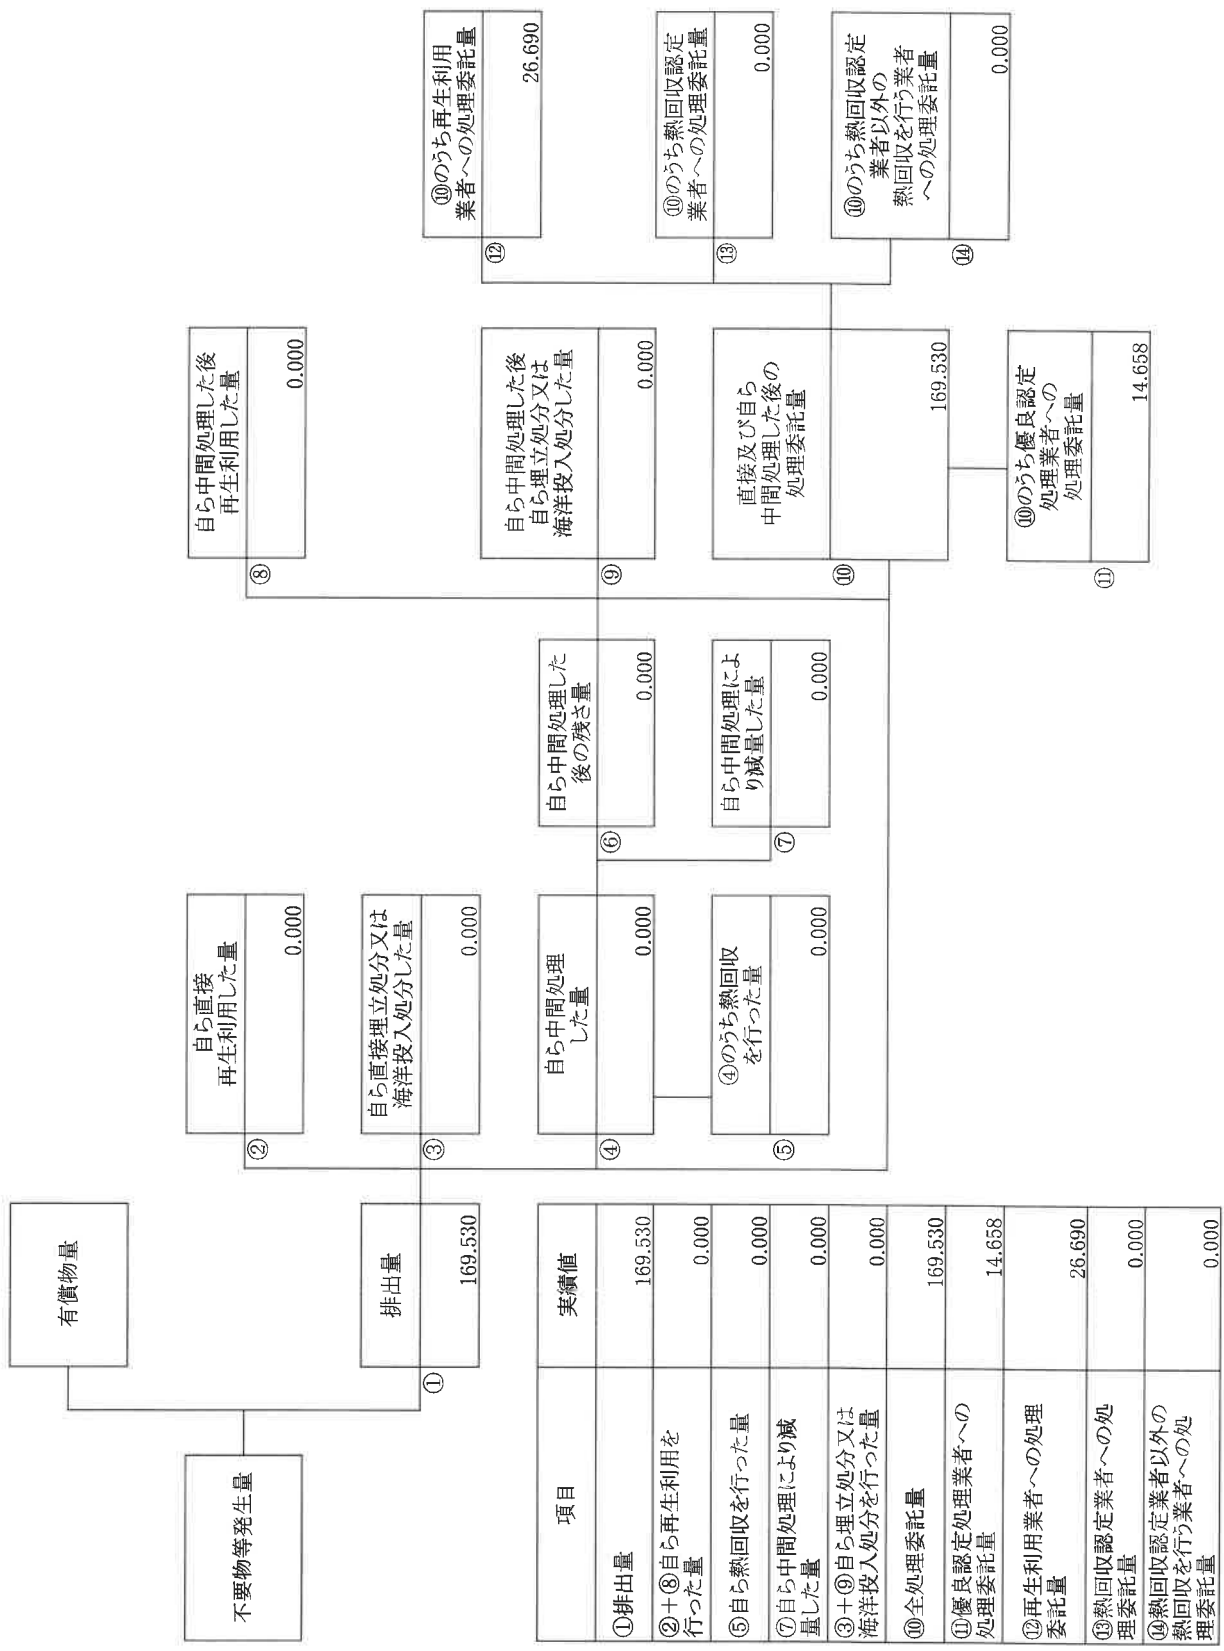 不要物等発生量
有償物量
排出量
①
169.530
自ら直接
再生利用した量
②
0.000
自ら直接埋立処分又は
海洋投入処分した量
③
0.000
自ら中間処理
した量
④
0.000
④のうち熱回収
を行った量
⑤
0.000
自ら中間処理した
後の残さ量
⑥
0.000
自ら中間処理によ
り減量した量
⑦
0.000
自ら中間処理した後
再生利用した量
⑧
0.000
自ら中間処理した後
自ら埋立処分又は
海洋投入処分した量
⑨
0.000
直接及び自ら
中間処理した後の
処理委託量
⑩
169.530
⑩のうち優良認定
処理業者への
処理委託量
⑪
14.658
⑩のうち再生利用
業者への処理委託量
⑫
26.690
⑩のうち熱回収認定
業者への処理委託量
⑬
0.000
⑩のうち熱回収認定
業者以外の
熱回収を行う業者
への処理委託量
⑭
0.000
項目 実績値
①排出量 169.530
②+⑧自ら再生利用を
行った量 0.000
⑤自ら熱回収を行った量 0.000
⑦自ら中間処理により減
量した量 0.000
③+⑨自ら埋立処分又は
海洋投入処分を行った量 0.000
⑩全処理委託量 169.530
⑪優良認定処理業者への
処理委託量 14.658
⑫再生利用業者への処理
委託量 26.690
⑬熱回収認定業者への処
理委託量 0.000
⑭熱回収認定業者以外の
熱回収を行う業者への処
理委託量 0.000